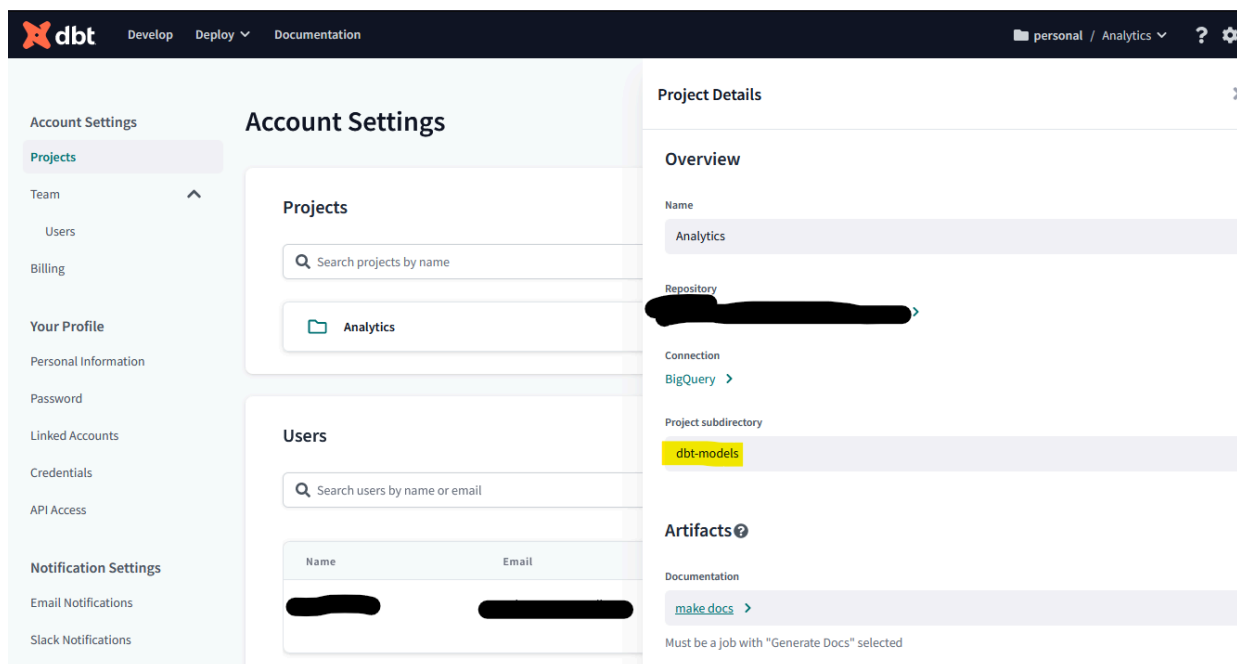 dbt
Develop
Deploy
Documentation
personal / Analytics
?
Account Settings
Projects
Team
Users
Billing
Your Profile
Personal Information
Password
Linked Accounts
Credentials
API Access
Notification Settings
Email Notifications
Slack Notifications
Account Settings
Projects
Search projects by name
Analytics
Users
Search users by name or email
Name
Email
Project Details
Overview
Name
Analytics
Repository
Connection
BigQuery
Project subdirectory
dbt-models
Artifacts?
Documentation
make docs
Must be a job with "Generate Docs" selected